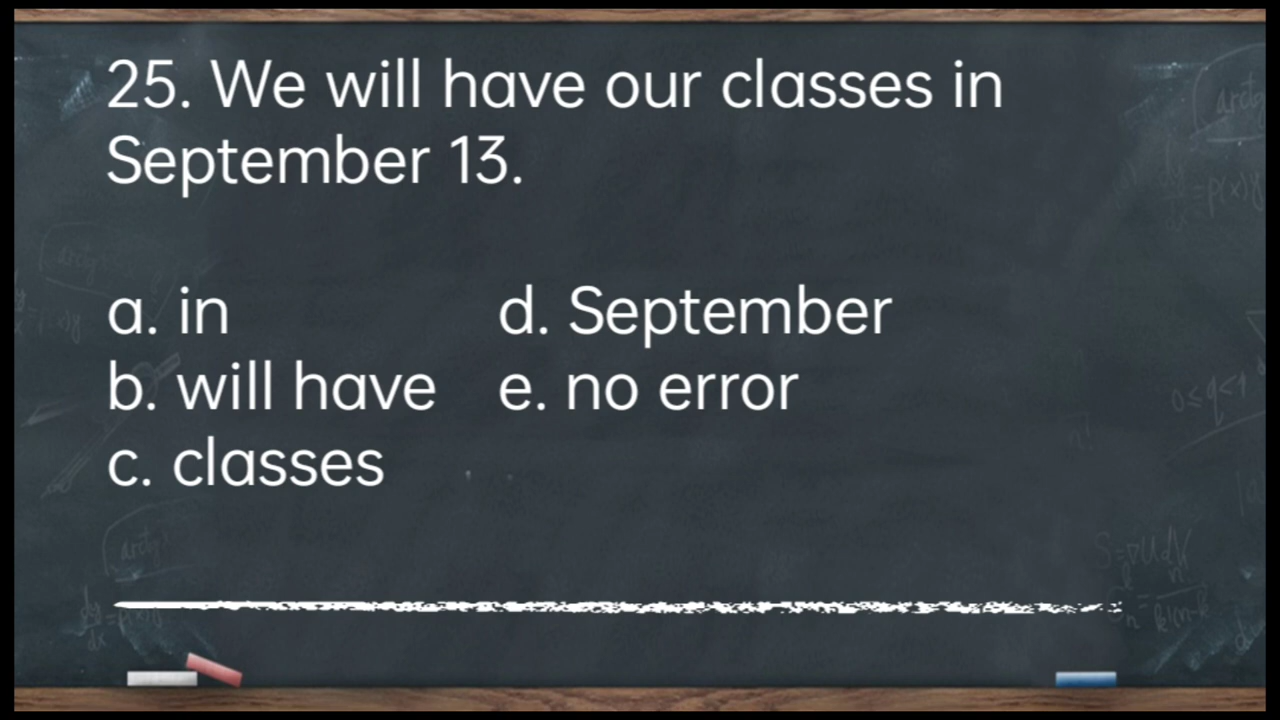 25. We will have our classes in
September 13.
a. in
b. will have
c. classes
d. September
e. no error